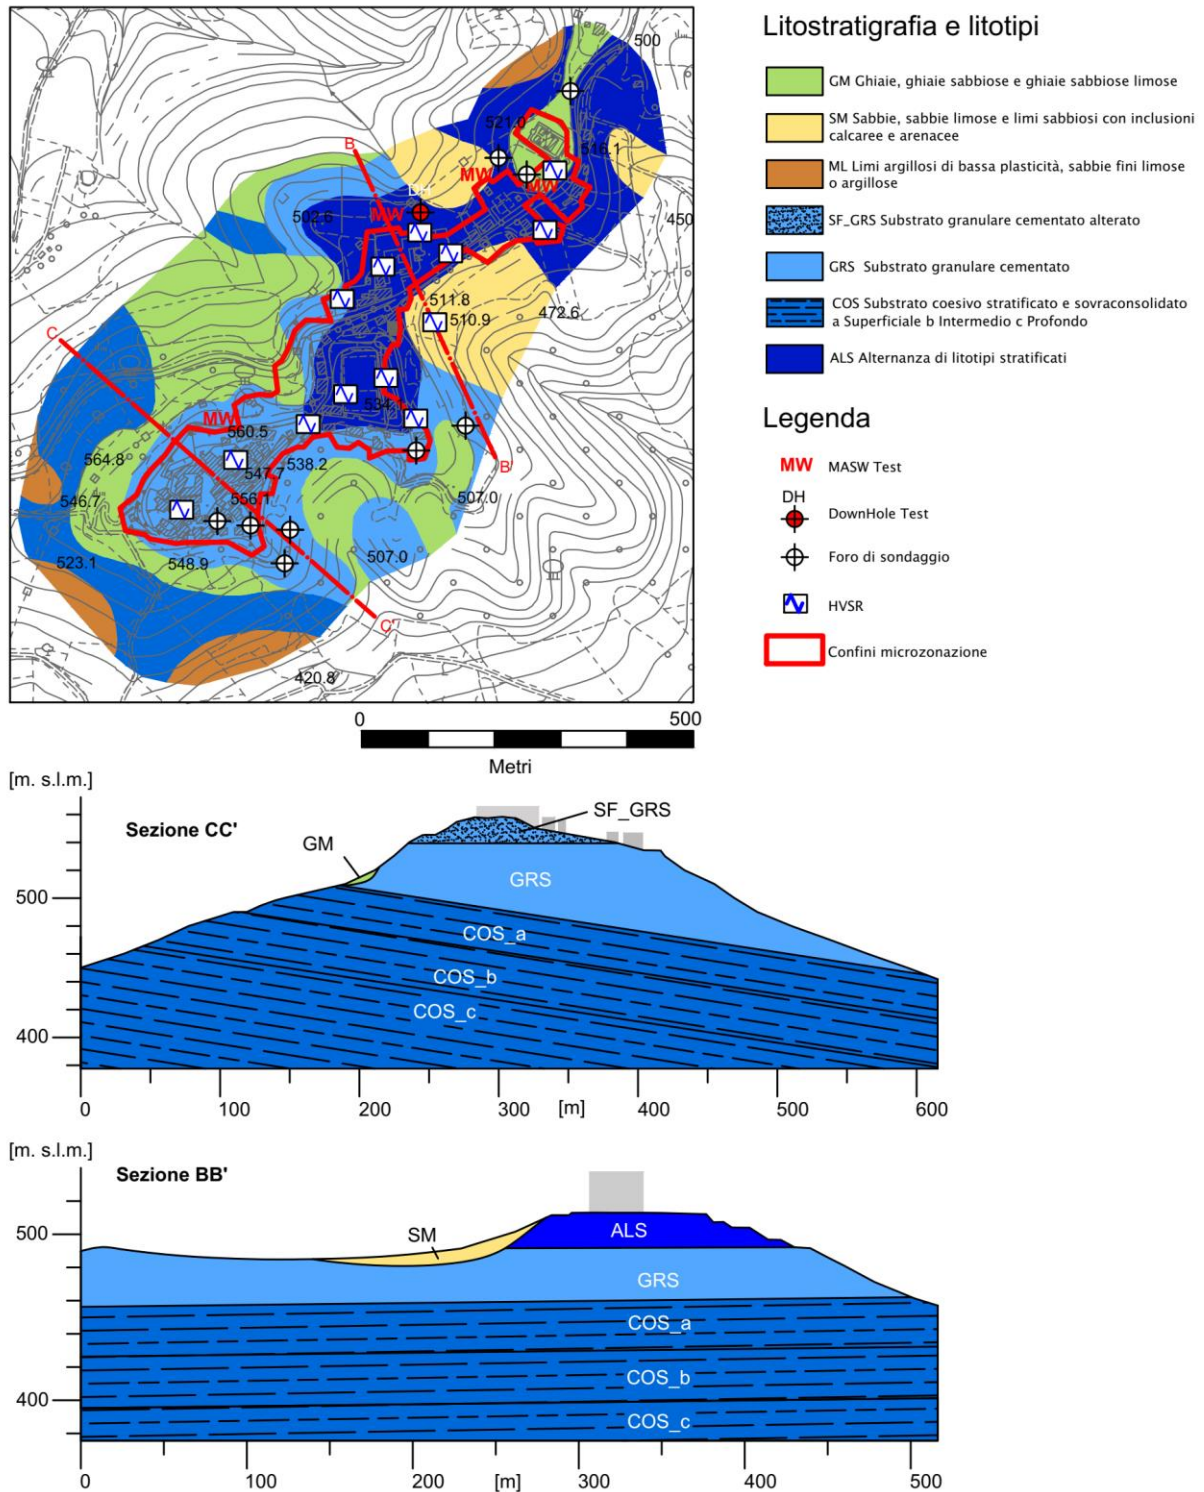 Litostratigrafia e litotipi
GM Ghiaie, ghiaie sabbiose e ghiaie sabbiose limose
SM Sabbie, sabbie limose e limi sabbiosi con inclusioni
calcaree e arenacee
ML Limi argillosi di bassa plasticità, sabbie fini limose
o argillose
SF_GRS Substrato granulare cementato alterato
GRS Substrato granulare cementato
COS Substrato coesivo stratificato e sovraconsolidato
a Superficiale b Intermedio c Profondo
ALS Alternanza di litotipi stratificati
Legenda
MW MASW Test
DH
DownHole Test
Foro di sondaggio
HVSR
Confini microzonazione
500
521.0
516.1
B
MW
MW
DH
MW
502.6
450
511.8
510.9
472.6
C
534.
MW
560.5
538.2
564.8
547.7
B'
546.7
556.1
507.0
523.1
548.9
507.0
C'
420.8
0 500
Metri
[m. s.l.m.]
Sezione CC'
SF_GRS
GM
GRS
500
COS_a
COS_b
COS_c
400
0 100 200 300 [m] 400 500 600
[m. s.l.m.]
Sezione BB'
500
SM
ALS
GRS
COS_a
COS_b
400
COS_c
0 100 200 [m] 300 400 500